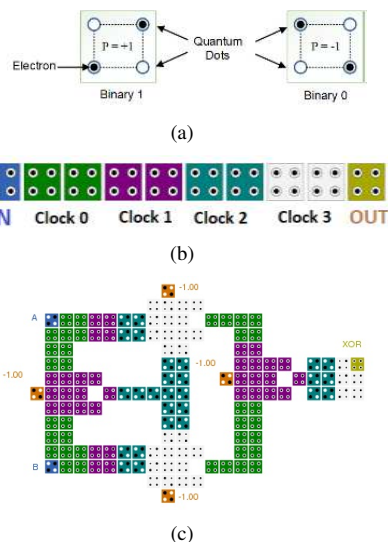 Quantum
Dots
P = +1
P = -1
Electron
Binary 1
Binary 0
(a)
N Clock 0 Clock 1 Clock 2 Clock 3 OUT
(b)
-1.00
A
XOR
-1.00
-1.00
B
-1.00
(c)